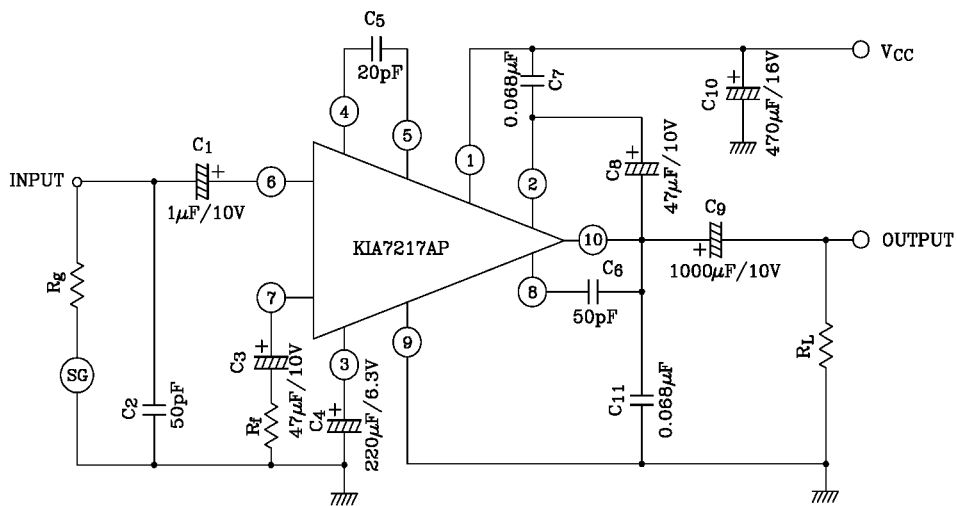 C5
20pF
0.068µF
C7
C10
470µF/16V
VCC
4
5
1
2
C8
47µF/10V
C1
INPUT
6
1µF/10V
KIA7217AP
10
C9
1000µF/10V
OUTPUT
Rg
7
8
C6
50pF
SG
C2
50pF
C3
47µF/10V
Rf
3
C4
220µF/6.3V
9
C11
0.068µF
RL